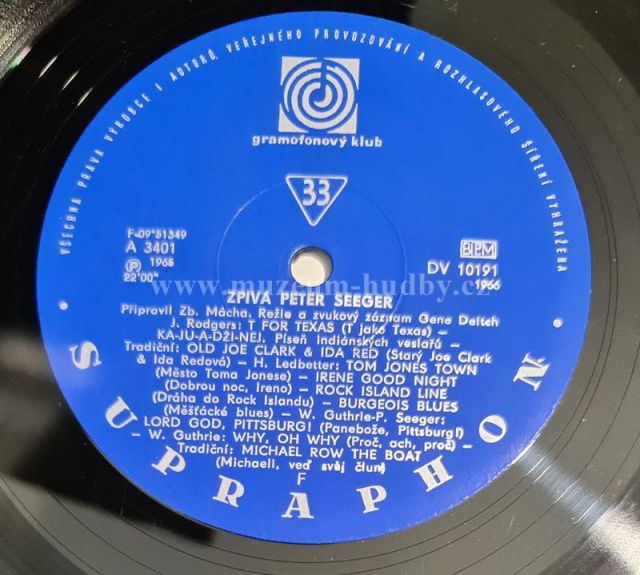 VŠECHNA PRÁVA VÝROBCE I AUTORŮ VEŘEJNÉHO PROVOZOVÁNÍ A ROZHLASOVÉHO ŠÍŘENÍ VYHRAŽENA
gramofonový klub
33
F-09*51349
A 3401
Ⓟ 1965
22'00"
BIEM
DV 10191
1966
www.muzeum-hudby.cz
ZPÍVÁ PETER SEEGER
Připravil Zb. Mácha. Režie a zvukový záznam Gene Deitch
J. Rodgers: T FOR TEXAS (T jako Texas) –
KA-JU-A-DŽI-NEJ. Píseň indiánských veslařů –
Tradiční: OLD JOE CLARK & IDA RED (Starý Joe Clark
& Ida Redová) – H. Ledbetter: TOM JONES TOWN
(Město Toma Jonese) – IRENE GOOD NIGHT
(Dobrou noc, Ireno) – ROCK ISLAND LINE
(Dráha do Rock Islandu) – BURGEOIS BLUES
(Měšťácké blues) – W. Guthrie-P. Seeger:
LORD GOD, PITTSBURG! (Panebože, Pittsburg!)
– W. Guthrie: WHY, OH WHY (Proč, ach, proč) –
Tradiční: MICHAEL ROW THE BOAT
(Michaeli, veď svůj člun)
F
SUPRAPHON